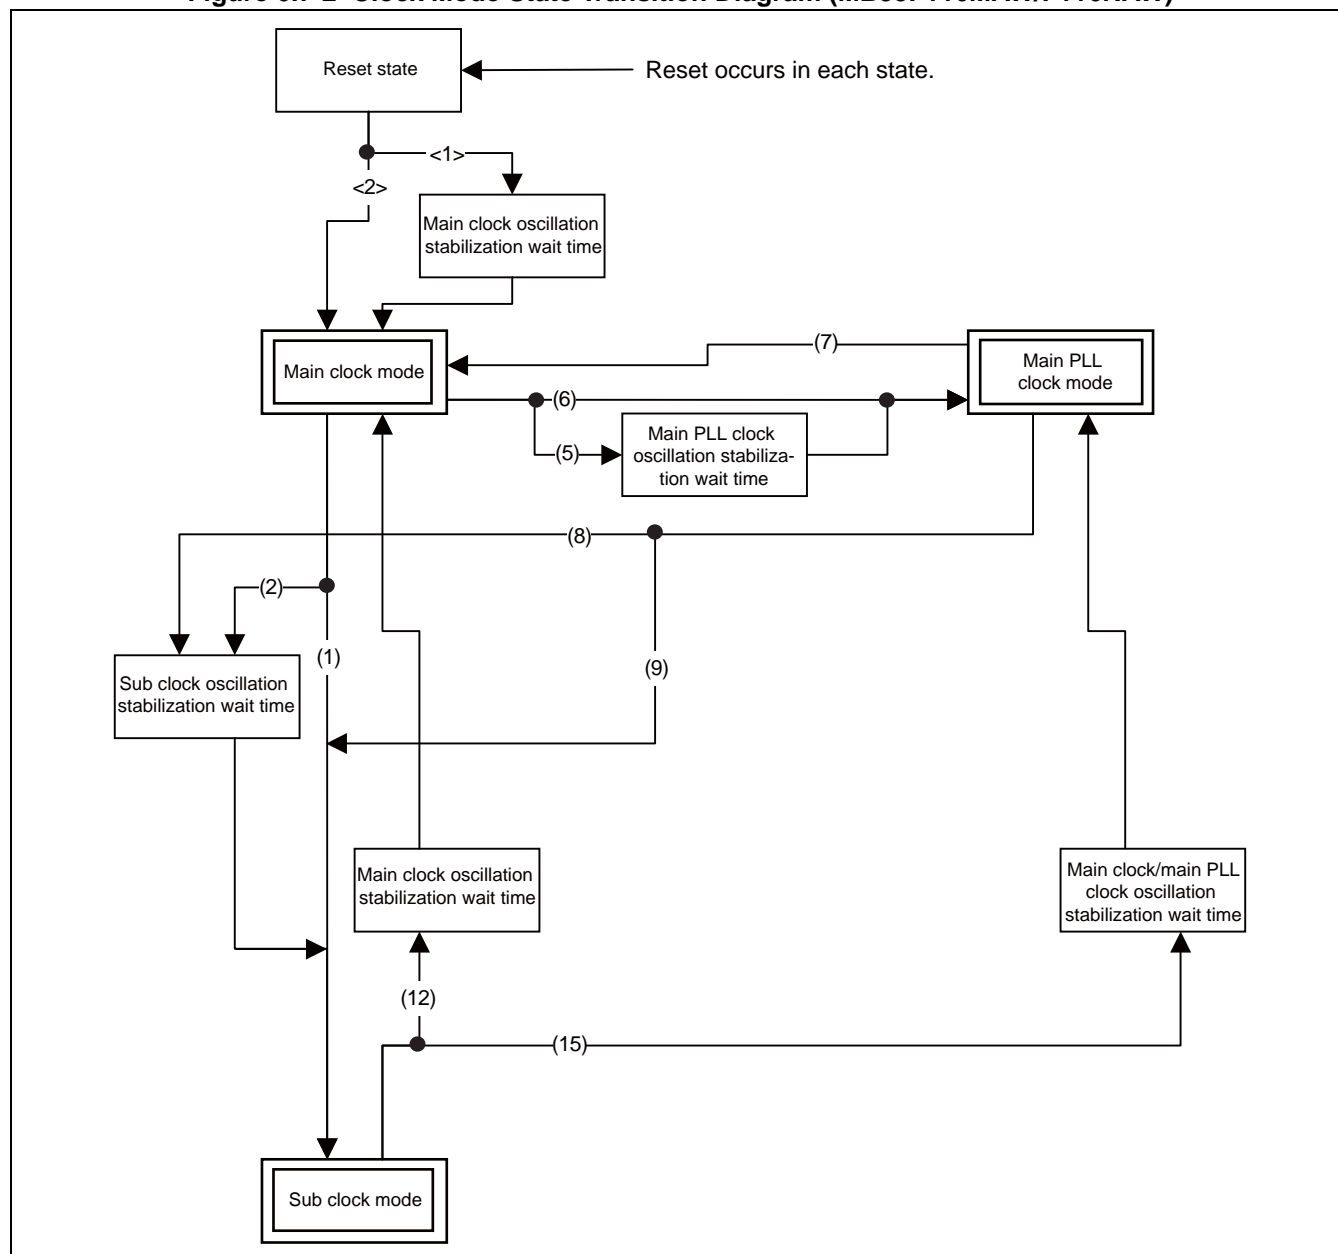 Reset state
Reset occurs in each state.
<1>
<2>
Main clock oscillation
stabilization wait time
Main clock mode
(7)
Main PLL
clock mode
(6)
(5)
Main PLL clock
oscillation stabiliza-
tion wait time
(8)
(2)
(1)
(9)
Sub clock oscillation
stabilization wait time
Main clock oscillation
stabilization wait time
Main clock/main PLL
clock oscillation
stabilization wait time
(12)
(15)
Sub clock mode